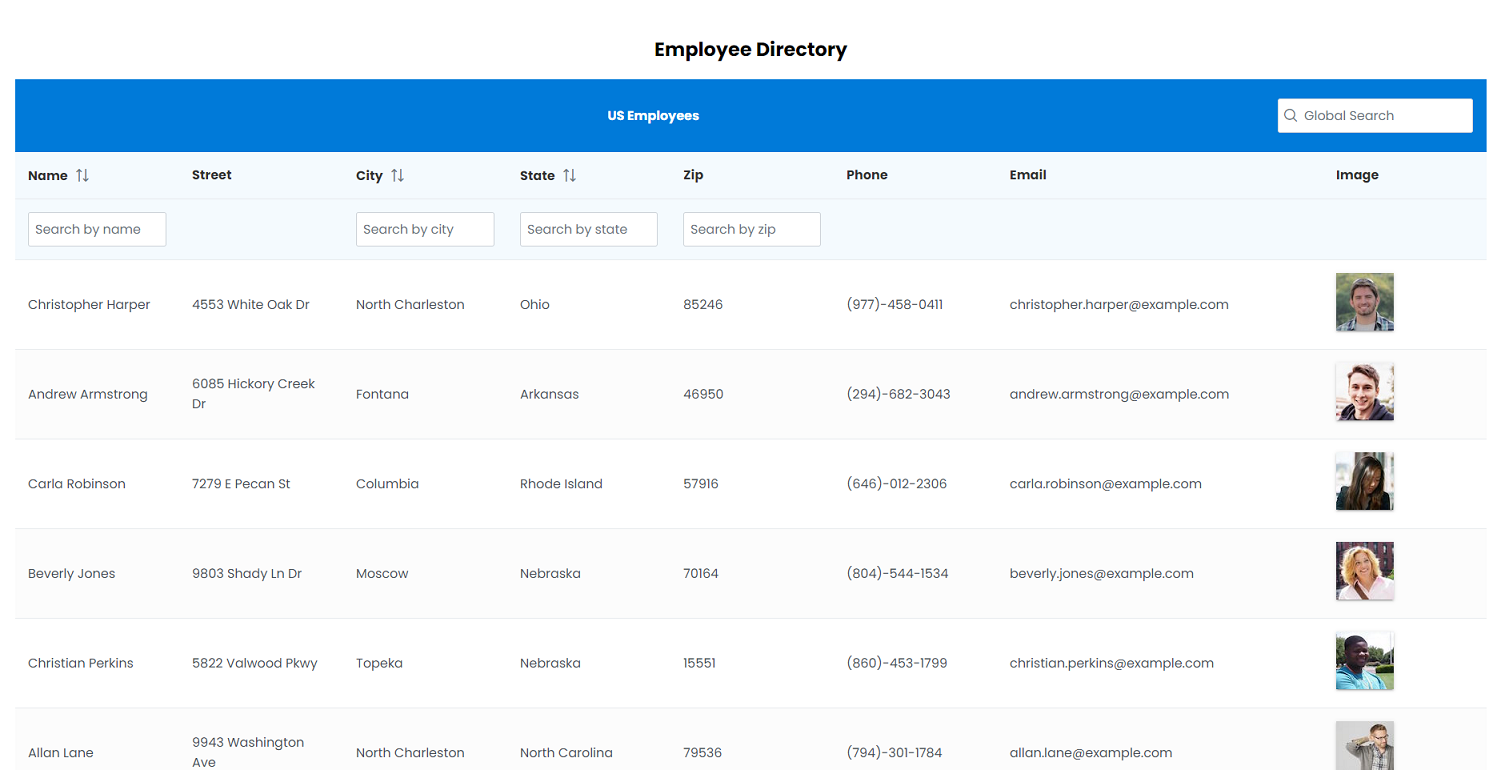 Employee Directory
US Employees
Global Search
Name Street City State Zip Phone Email Image
Search by name Search by city Search by state Search by zip
Christopher Harper 4553 White Oak Dr North Charleston Ohio 85246 (977)-458-0411 christopher.harper@example.com
6085 Hickory Creek
Andrew Armstrong Fontana Arkansas 46950 (294)-682-3043 andrew.armstrong@example.com
Dr
Carla Robinson 7279 E Pecan St Columbia Rhode Island 57916 (646)-012-2306 carla.robinson@example.com
Beverly Jones 9803 Shady Ln Dr Moscow Nebraska 70164 (804)-544-1534 beverly.jones@example.com
Christian Perkins 5822 Valwood Pkwy Topeka Nebraska 15551 (860)-453-1799 christian.perkins@example.com
9943 Washington
Allan Lane North Charleston North Carolina 79536 (794)-301-1784 allan.lane@example.com
Ave